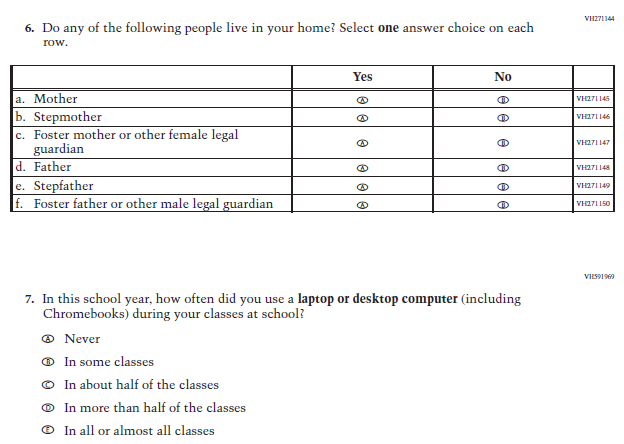 VH271144
6. Do any of the following people live in your home? Select one answer choice on each
row.
Yes No
a. Mother Ⓐ Ⓑ VH271145
b. Stepmother Ⓐ Ⓑ VH271146
c. Foster mother or other female legal
guardian Ⓐ Ⓑ VH271147
d. Father Ⓐ Ⓑ VH271148
e. Stepfather Ⓐ Ⓑ VH271149
f. Foster father or other male legal guardian Ⓐ Ⓑ VH271150
VH591969
7. In this school year, how often did you use a laptop or desktop computer (including
Chromebooks) during your classes at school?
Ⓐ Never
Ⓑ In some classes
Ⓒ In about half of the classes
Ⓓ In more than half of the classes
Ⓔ In all or almost all classes